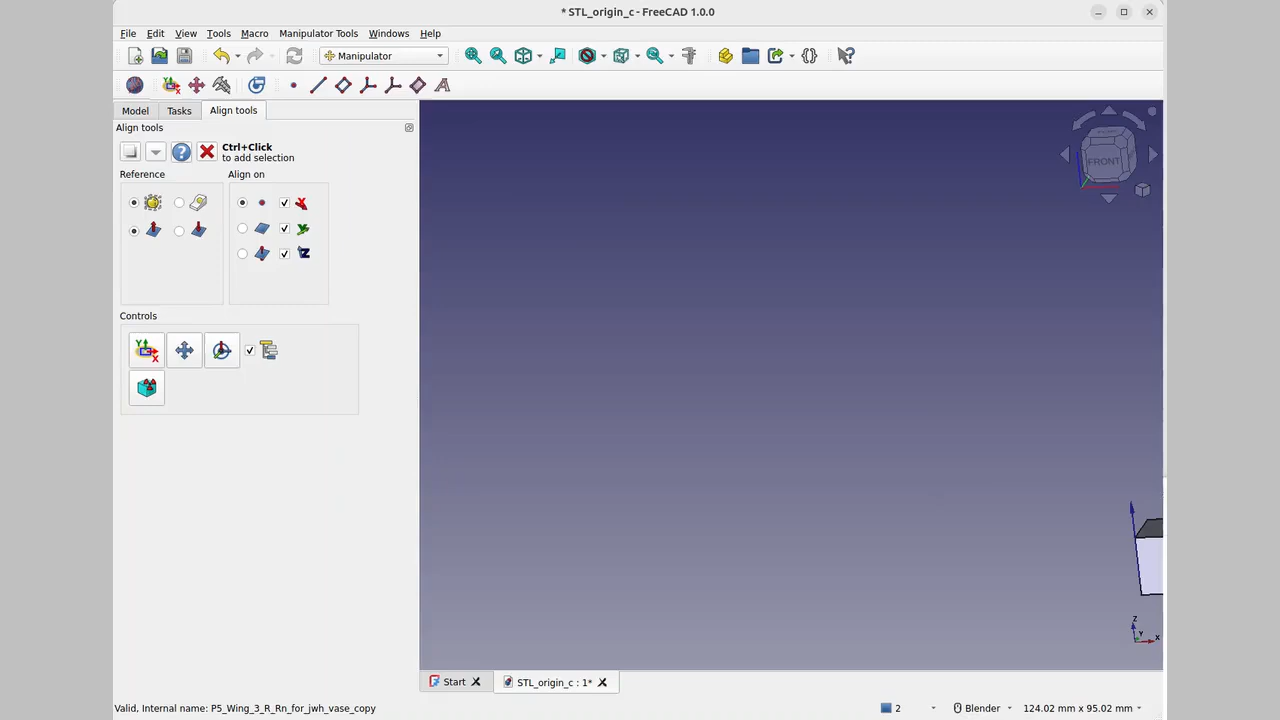 * STL_origin_c - FreeCAD 1.0.0
File Edit View Tools Macro Manipulator Tools Windows Help
Manipulator
Model Tasks Align tools
Align tools
Ctrl+Click
to add selection
Reference Align on
X
Y
Z
Controls
Y
X
FRONT
Z
Y
X
Start STL_origin_c : 1*
Valid, Internal name: P5_Wing_3_R_Rn_for_jwh_vase_copy 2 Blender 124.02 mm x 95.02 mm